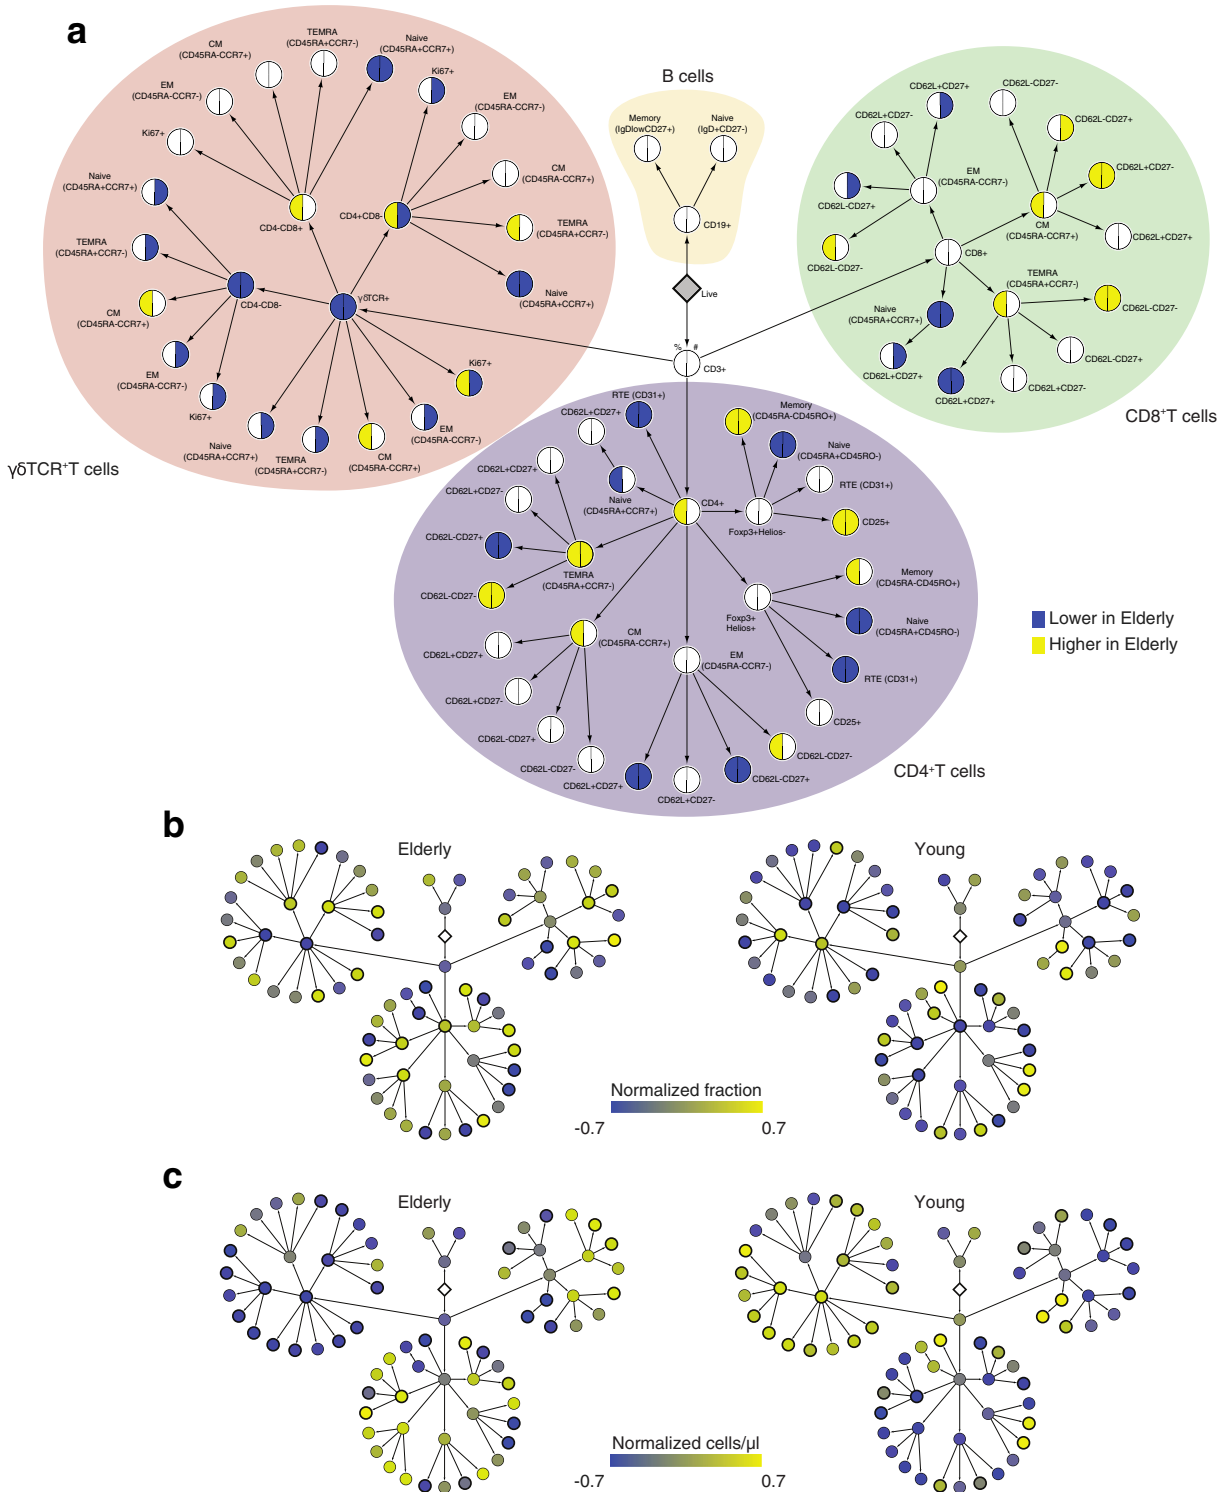 a
CM
(CD45RA-CCR7+)
TEMRA
(CD45RA+CCR7-)
Naive
(CD45RA+CCR7+)
Ki67+
EM
(CD45RA-CCR7-)
EM
(CD45RA-CCR7-)
Ki67+
CM
(CD45RA-CCR7+)
Naive
(CD45RA+CCR7+)
CD4-CD8+
CD4+CD8-
TEMRA
(CD45RA+CCR7-)
TEMRA
(CD45RA+CCR7-)
Naive
(CD45RA+CCR7+)
CD4-CD8-
γδTCR+
CM
(CD45RA-CCR7+)
EM
(CD45RA-CCR7-)
Ki67+
Ki67+
Naive
(CD45RA+CCR7+)
TEMRA
(CD45RA+CCR7-)
CM
(CD45RA-CCR7+)
EM
(CD45RA-CCR7-)
γδTCR+T cells
B cells
Memory
(IgDlowCD27+)
Naive
(IgD+CD27-)
CD19+
Live
% #
CD3+
CD62L+CD27+
CD62L-CD27-
CD62L+CD27-
CD62L-CD27+
CD62L+CD27-
EM
(CD45RA-CCR7-)
CD62L-CD27+
CM
(CD45RA-CCR7+)
CD62L+CD27+
CD62L-CD27-
CD8+
TEMRA
(CD45RA+CCR7-)
CD62L-CD27-
Naive
(CD45RA+CCR7+)
CD62L-CD27+
CD62L+CD27+
CD62L+CD27-
CD62L+CD27+
CD8+T cells
RTE (CD31+)
CD62L+CD27+
Memory
(CD45RA-CD45RO+)
Naive
(CD45RA+CD45RO-)
CD62L+CD27+
RTE (CD31+)
CD62L+CD27-
Naive
(CD45RA+CCR7+)
CD4+
CD25+
Foxp3+Helios-
CD62L-CD27+
TEMRA
(CD45RA+CCR7-)
Memory
(CD45RA-CD45RO+)
CD62L-CD27-
Foxp3+
Helios+
Naive
(CD45RA+CD45RO-)
CM
(CD45RA-CCR7+)
CD62L+CD27+
EM
(CD45RA-CCR7-)
RTE (CD31+)
CD62L+CD27-
CD25+
CD62L-CD27+
CD62L-CD27-
CD62L-CD27-
CD62L+CD27+
CD62L-CD27+
CD62L+CD27-
CD4+T cells
Lower in Elderly
Higher in Elderly
b
Elderly
Young
Normalized fraction
-0.7
0.7
c
Elderly
Young
Normalized cells/µl
-0.7
0.7